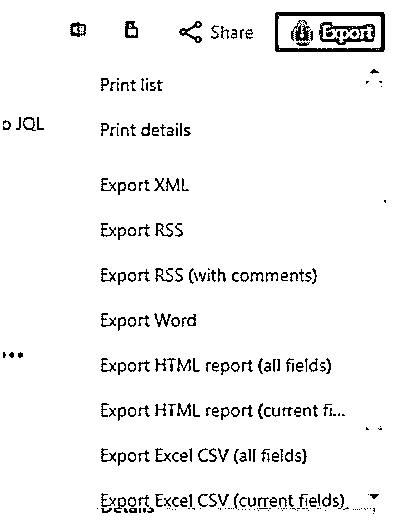 Share Export
Print list
o JQL
Print details
Export XML
Export RSS
Export RSS (with comments)
Export Word
•••
Export HTML report (all fields)
Export HTML report (current fi...
Export Excel CSV (all fields)
Export Excel CSV (current fields)
Details